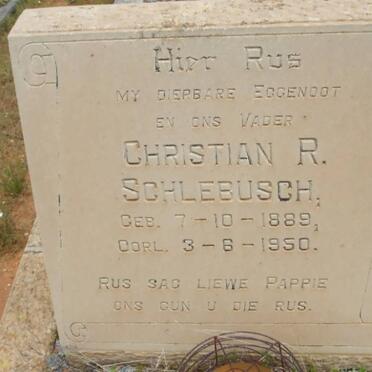 Hier Rus
My dierbare Eggenoot
en ons Vader
Christian R.
Schlebusch,
Geb. 7-10-1889,
Oorl. 3-6-1950.
Rus sag liewe Pappie
ons gun u die rus.